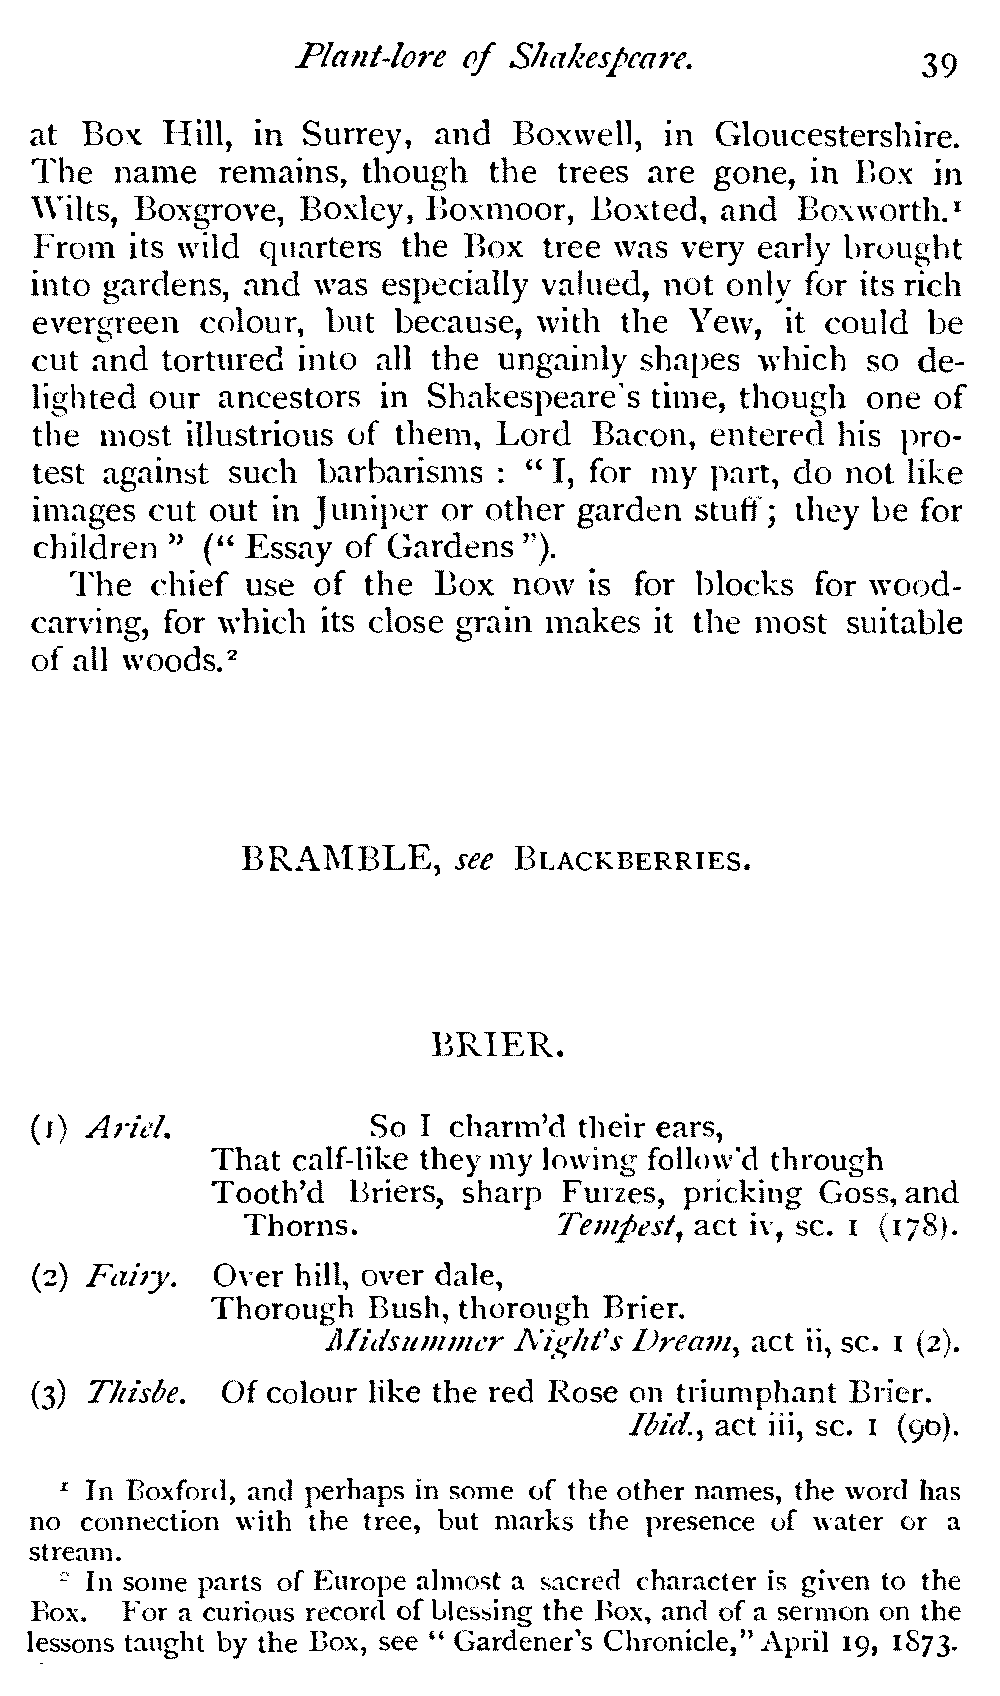 Plant-lore of Shakespeare. 39
at Box Hill, in Surrey, and Boxwell, in Gloucestershire.
The name remains, though the trees are gone, in Box in
Wilts, Boxgrove, Boxley, Boxmoor, Boxted, and Boxworth.¹
From its wild quarters the Box tree was very early brought
into gardens, and was especially valued, not only for its rich
evergreen colour, but because, with the Yew, it could be
cut and tortured into all the ungainly shapes which so de-
lighted our ancestors in Shakespeare's time, though one of
the most illustrious of them, Lord Bacon, entered his pro-
test against such barbarisms : “ I, for my part, do not like
images cut out in Juniper or other garden stuff ; they be for
children ” (“ Essay of Gardens ”).
The chief use of the Box now is for blocks for wood-
carving, for which its close grain makes it the most suitable
of all woods.²
BRAMBLE, see BLACKBERRIES.
BRIER.
(1) Ariel. So I charm'd their ears,
That calf-like they my lowing follow'd through
Tooth'd Briers, sharp Furzes, pricking Goss, and
Thorns. Tempest, act iv, sc. 1 (178).
(2) Fairy. Over hill, over dale,
Thorough Bush, thorough Brier.
Midsummer Night's Dream, act ii, sc. 1 (2).
(3) Thisbe. Of colour like the red Rose on triumphant Brier.
Ibid., act iii, sc. 1 (90).
¹ In Boxford, and perhaps in some of the other names, the word has
no connection with the tree, but marks the presence of water or a
stream.
² In some parts of Europe almost a sacred character is given to the
Box. For a curious record of blessing the Box, and of a sermon on the
lessons taught by the Box, see “ Gardener's Chronicle,” April 19, 1873.